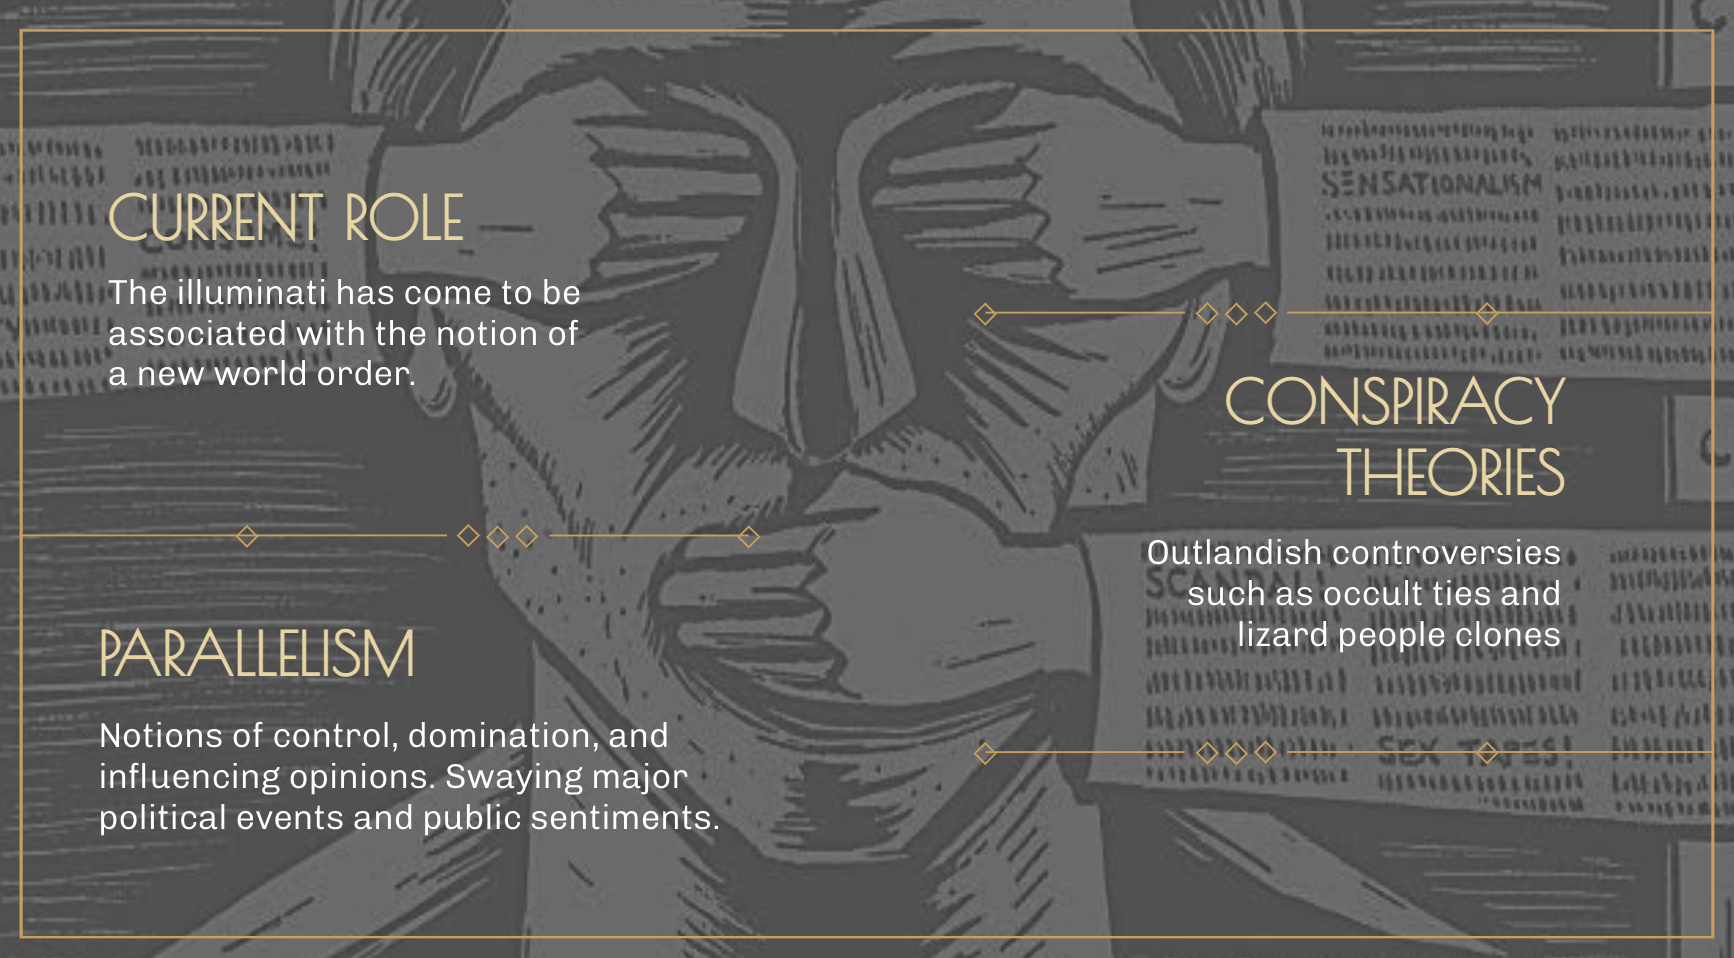 CURRENT ROLE
The illuminati has come to be
associated with the notion of
a new world order.
PARALLELISM
Notions of control, domination, and
influencing opinions. Swaying major
political events and public sentiments.
SENSATIONALISM
CONSPIRACY
THEORIES
Outlandish controversies
such as occult ties and
lizard people clones
SEX TAPES!